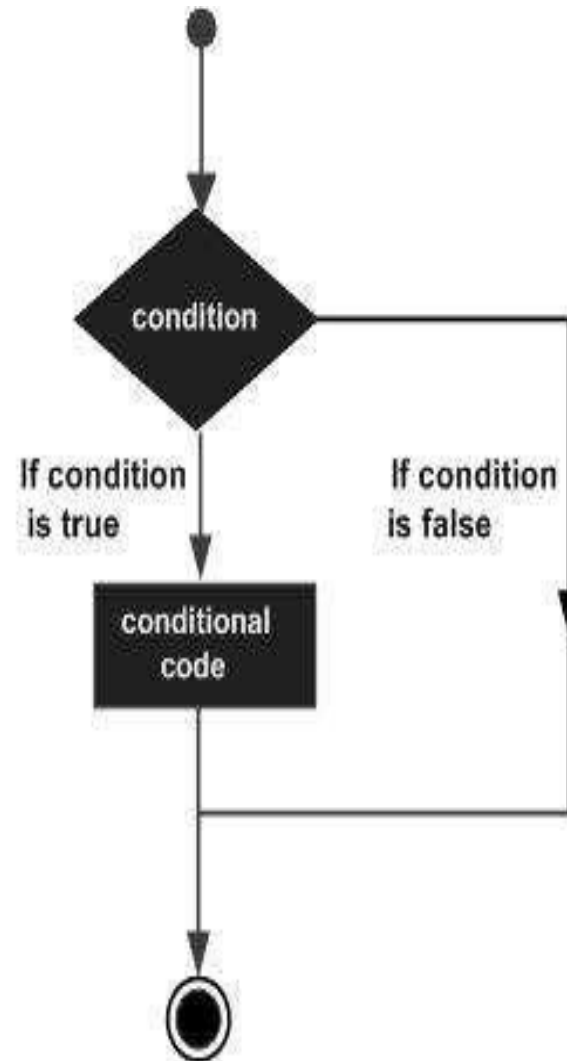 condition
If condition
is true
If condition
is false
conditional
code